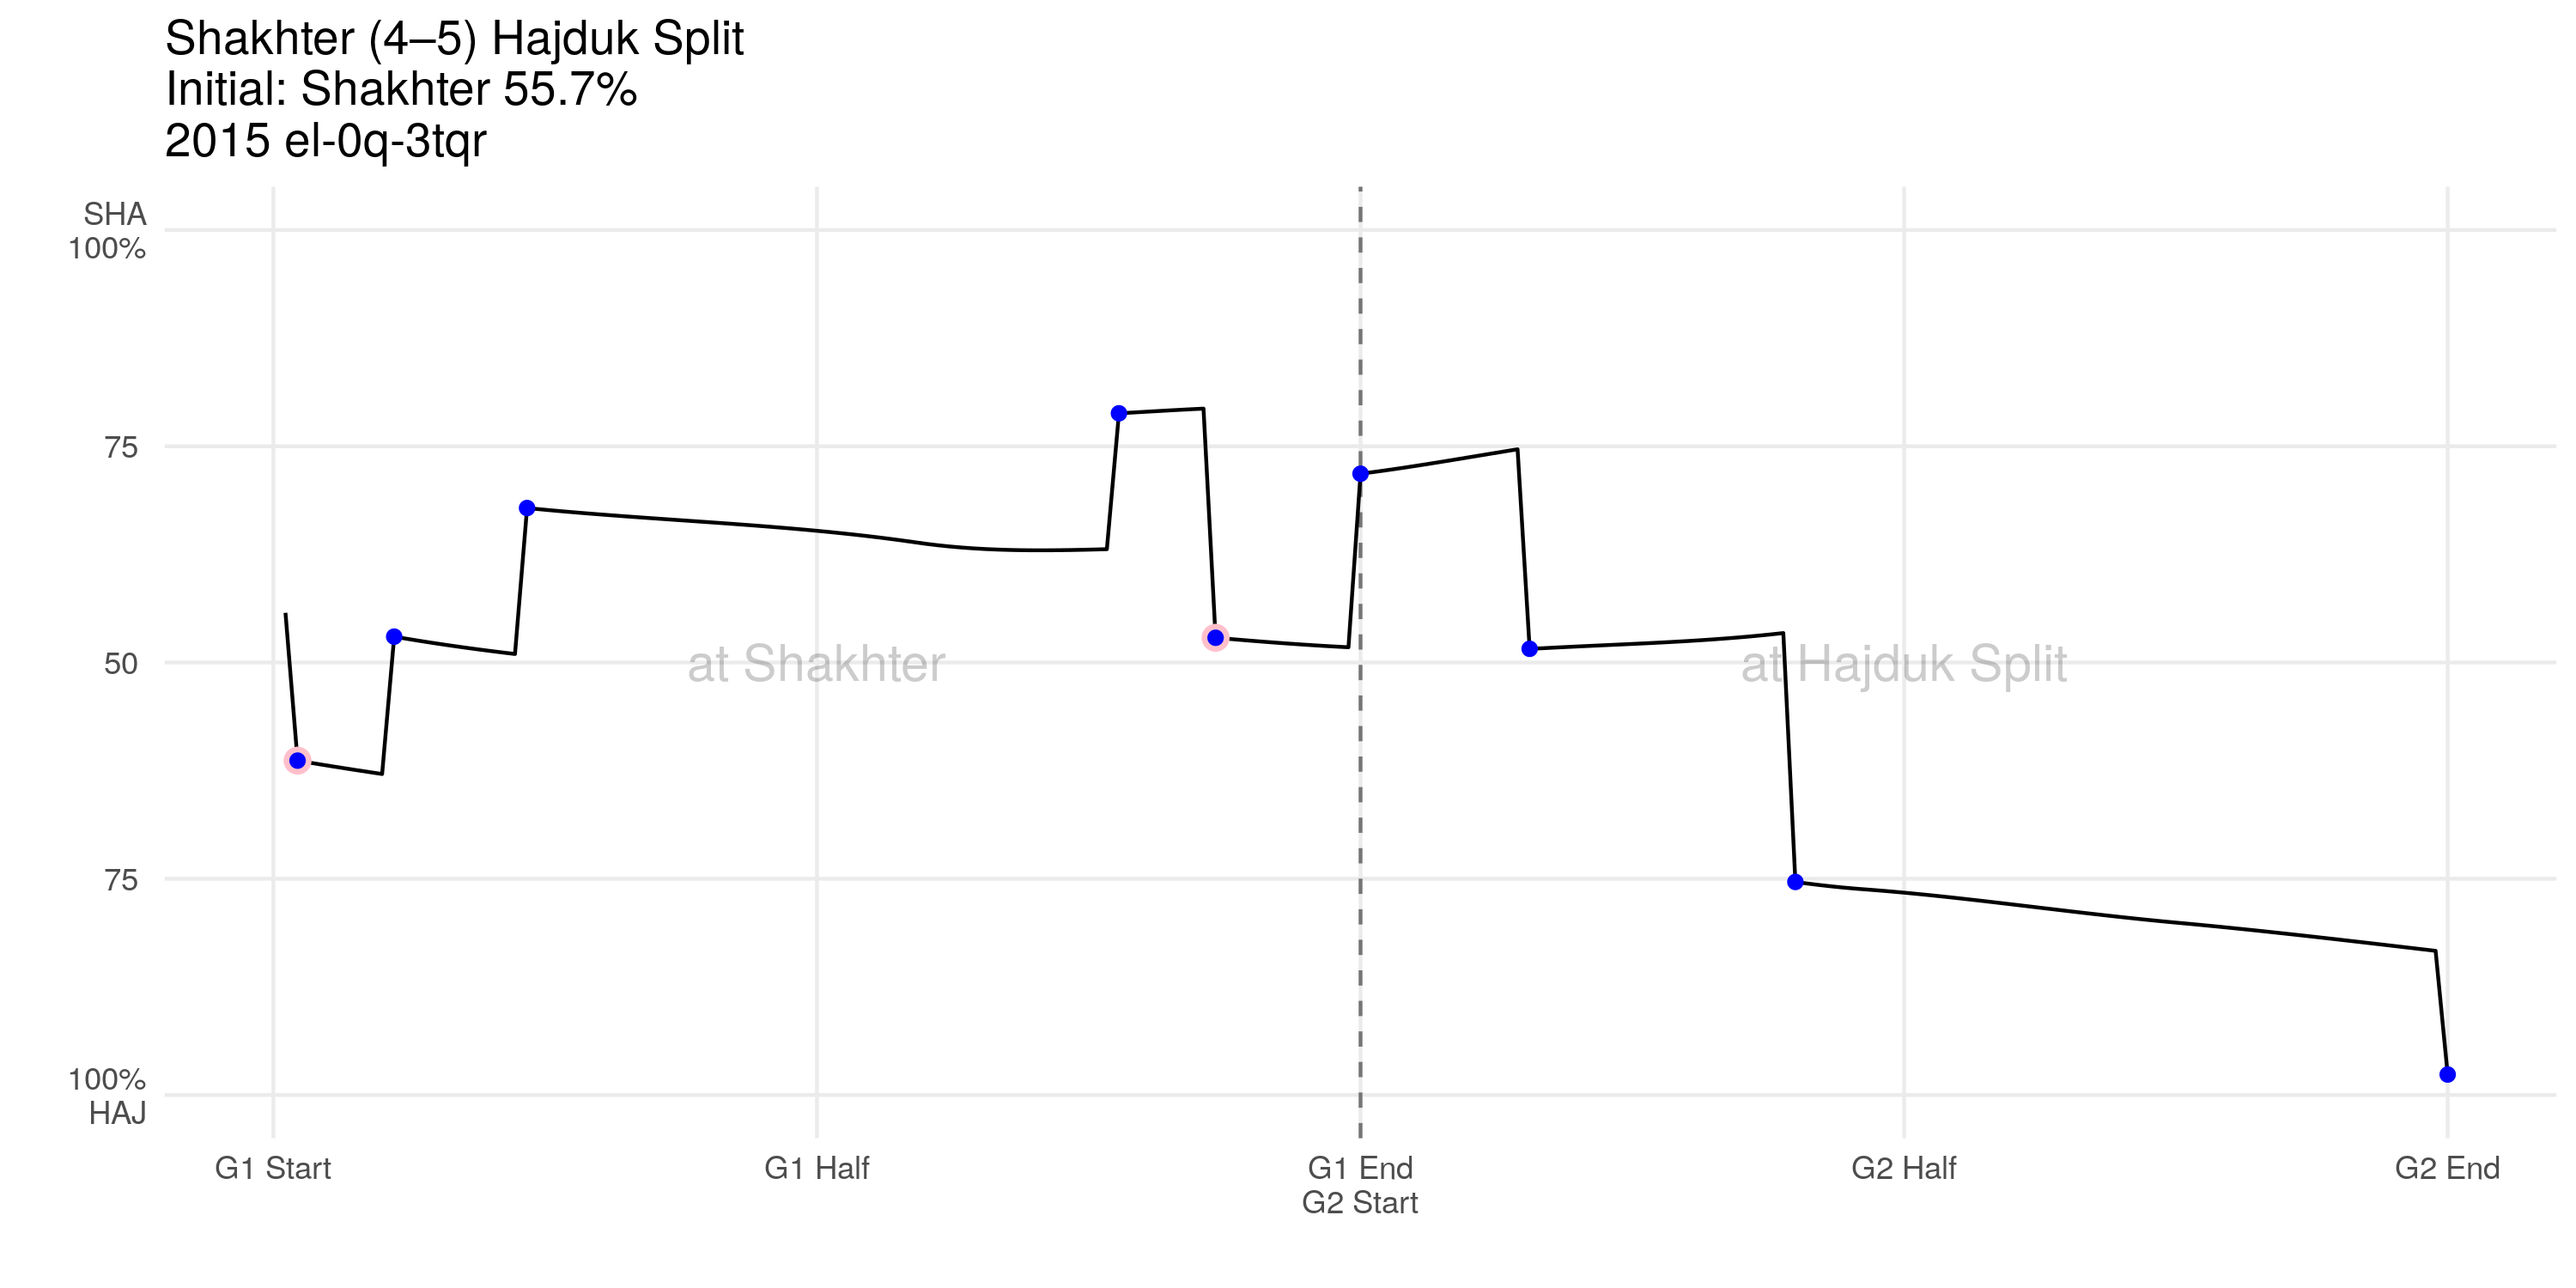 Shakhter (4–5) Hajduk Split
Initial: Shakhter 55.7%
2015 el-0q-3tqr
SHA
100%
75
50
75
100%
HAJ
at Shakhter
at Hajduk Split
G1 Start
G1 Half
G1 End
G2 Start
G2 Half
G2 End